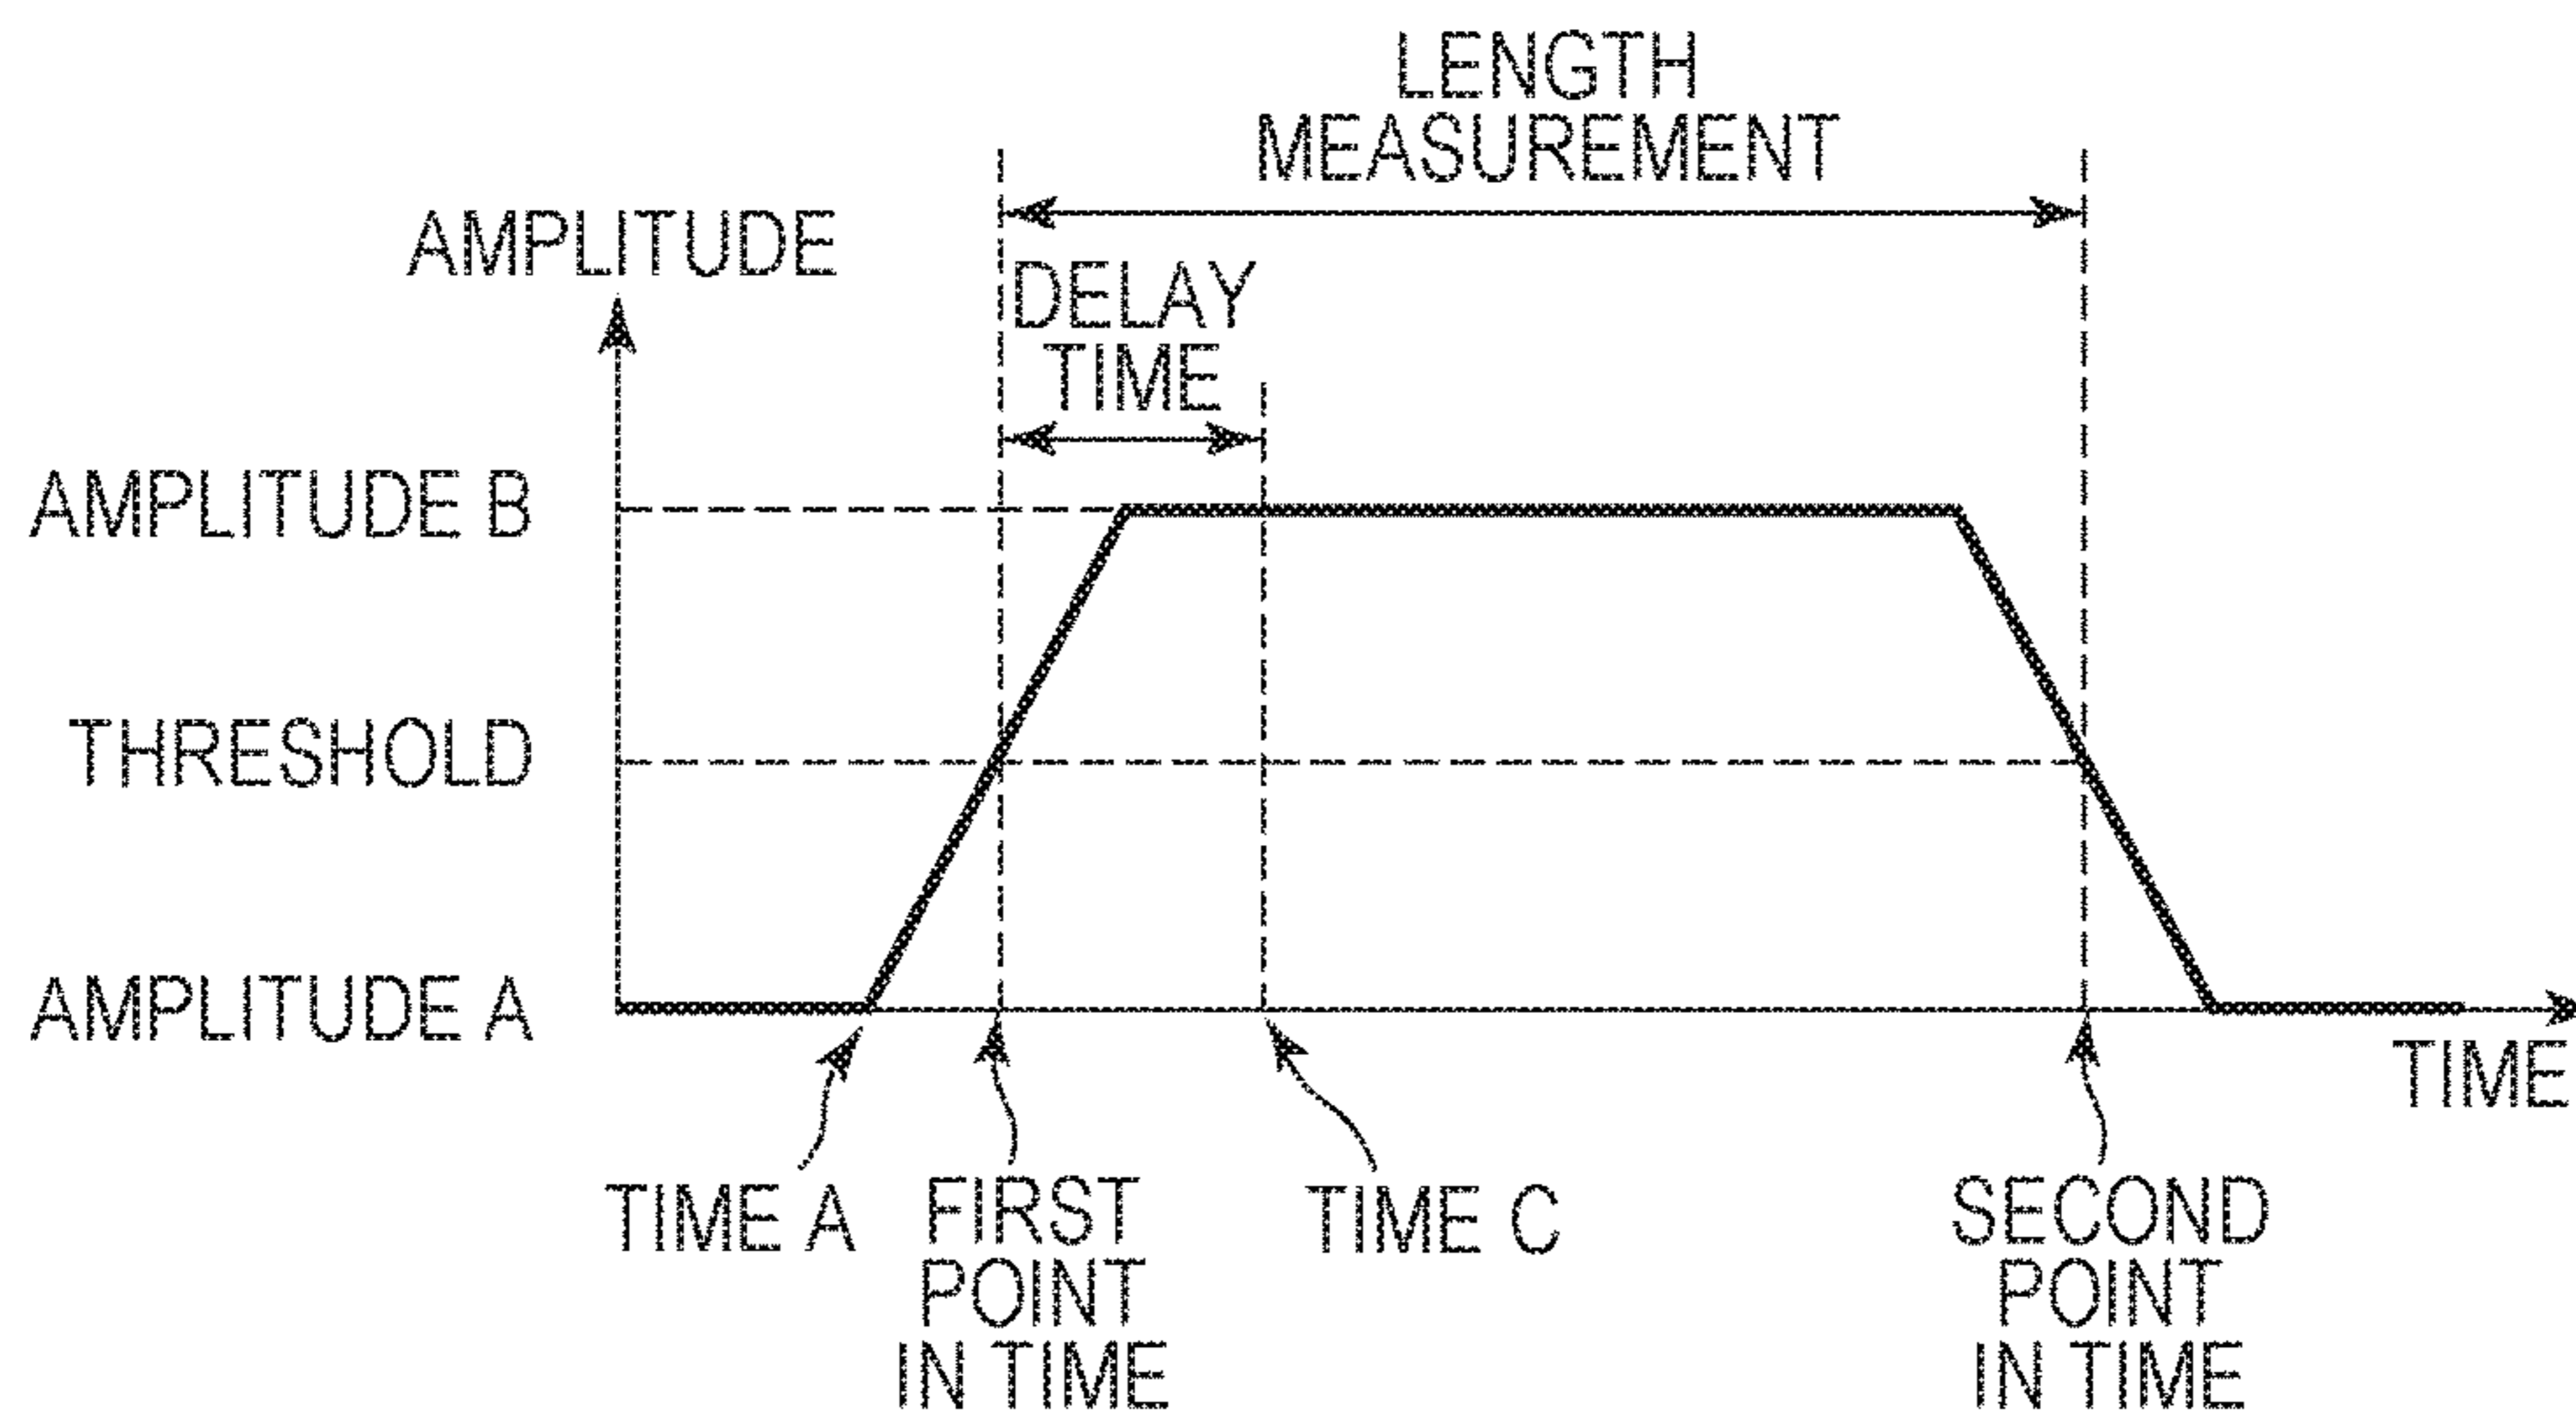 LENGTH
MEASUREMENT
AMPLITUDE
DELAY
TIME
AMPLITUDE B
THRESHOLD
AMPLITUDE A
TIME
TIME A
FIRST
POINT
IN TIME
TIME C
SECOND
POINT
IN TIME